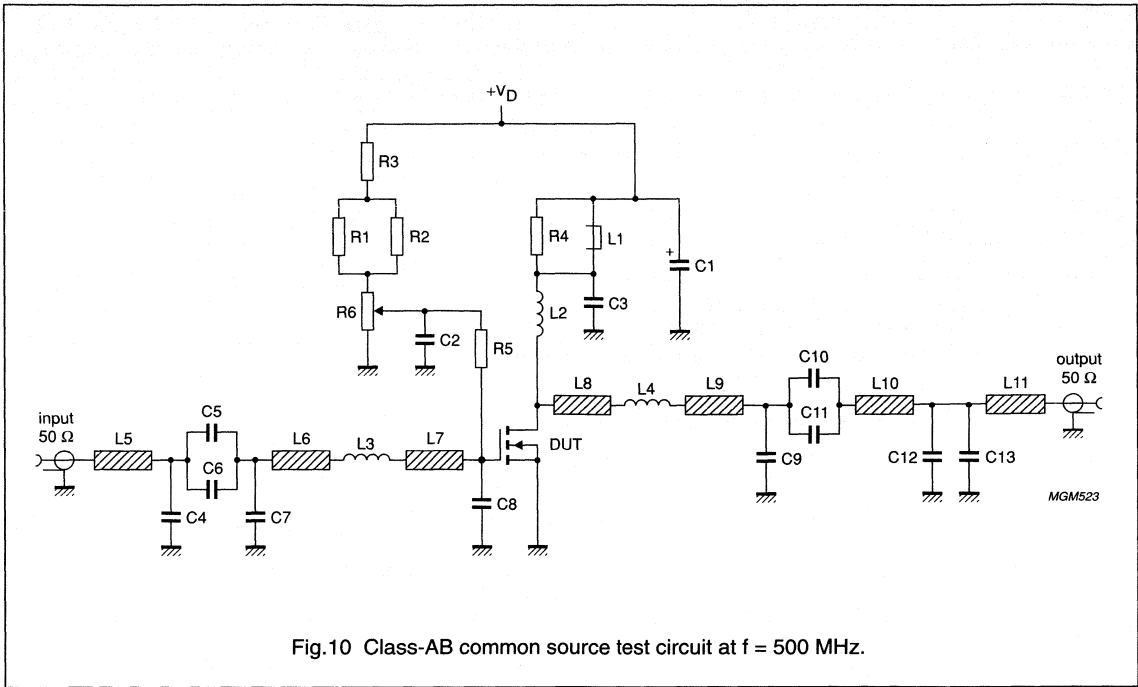 +VD
R3
R1
R2
R4
L1
C1
+
R6
C2
R5
L2
C3
input
50 Ω
L5
C5
C6
C4
C7
L6
L3
L7
C8
DUT
L8
L4
L9
C9
C10
C11
L10
C12
C13
L11
output
50 Ω
MGM523
Fig.10 Class-AB common source test circuit at f = 500 MHz.